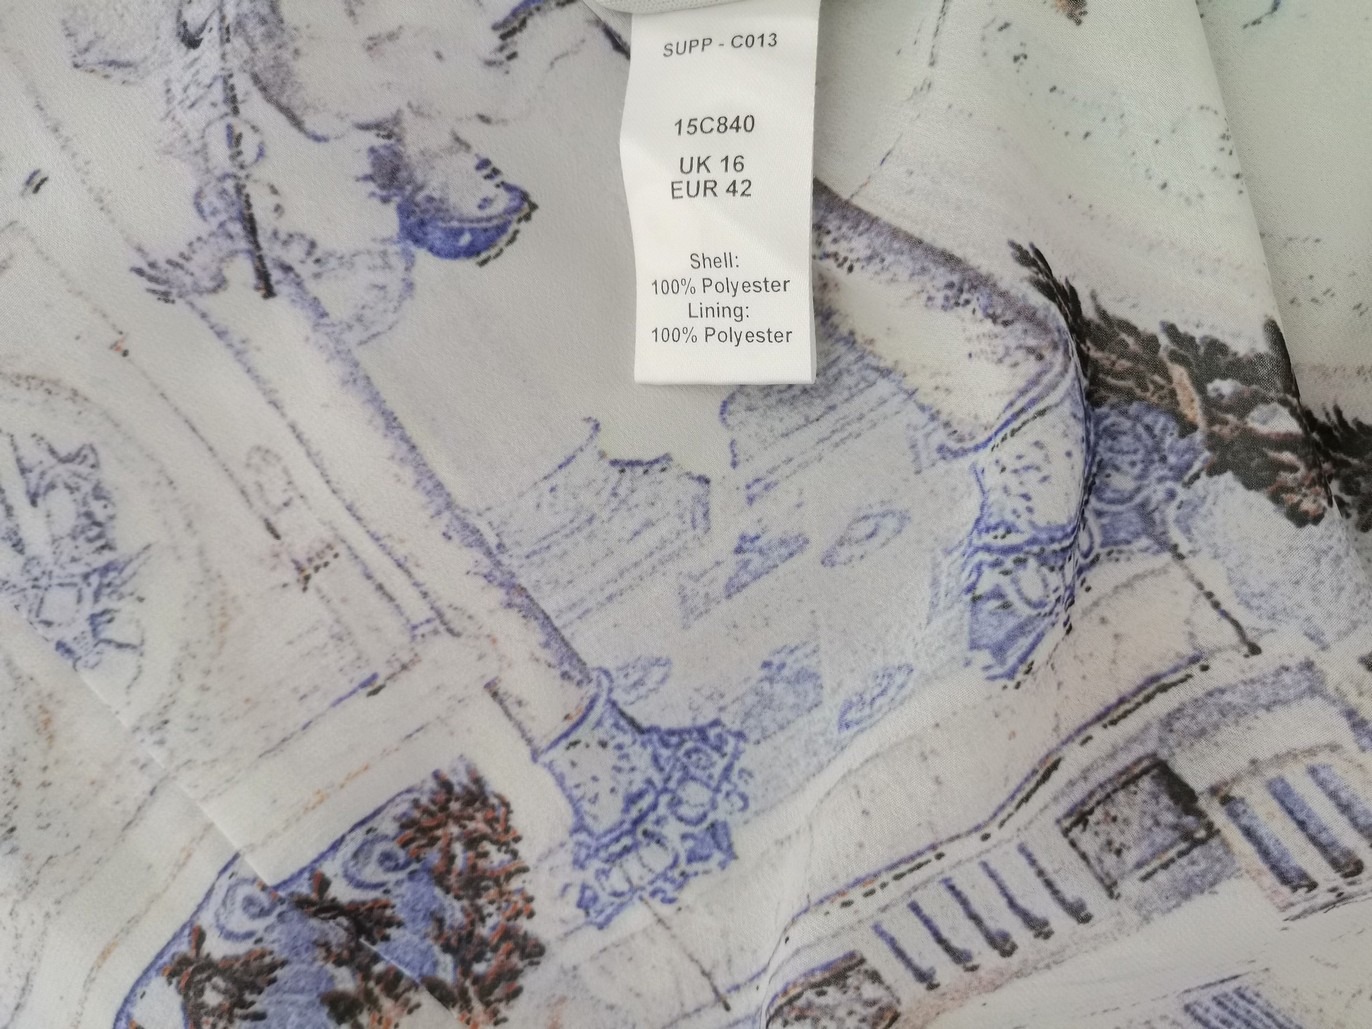 SUPP - C013
15C840
UK 16
EUR 42
Shell:
100% Polyester
Lining:
100% Polyester